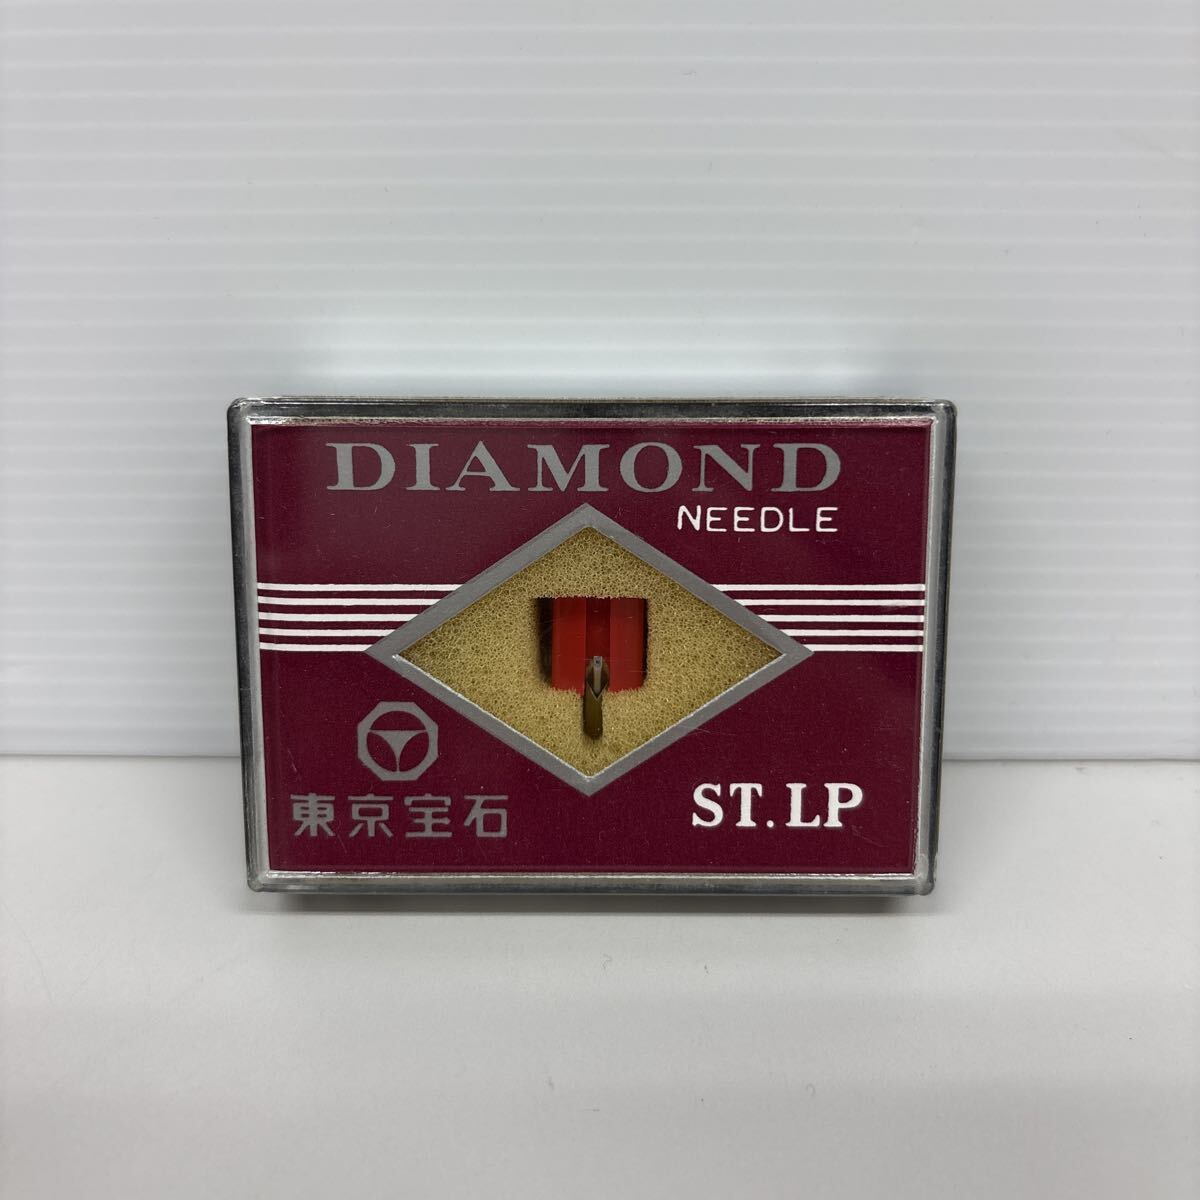 DIAMOND
NEEDLE
東京宝石
ST.LP